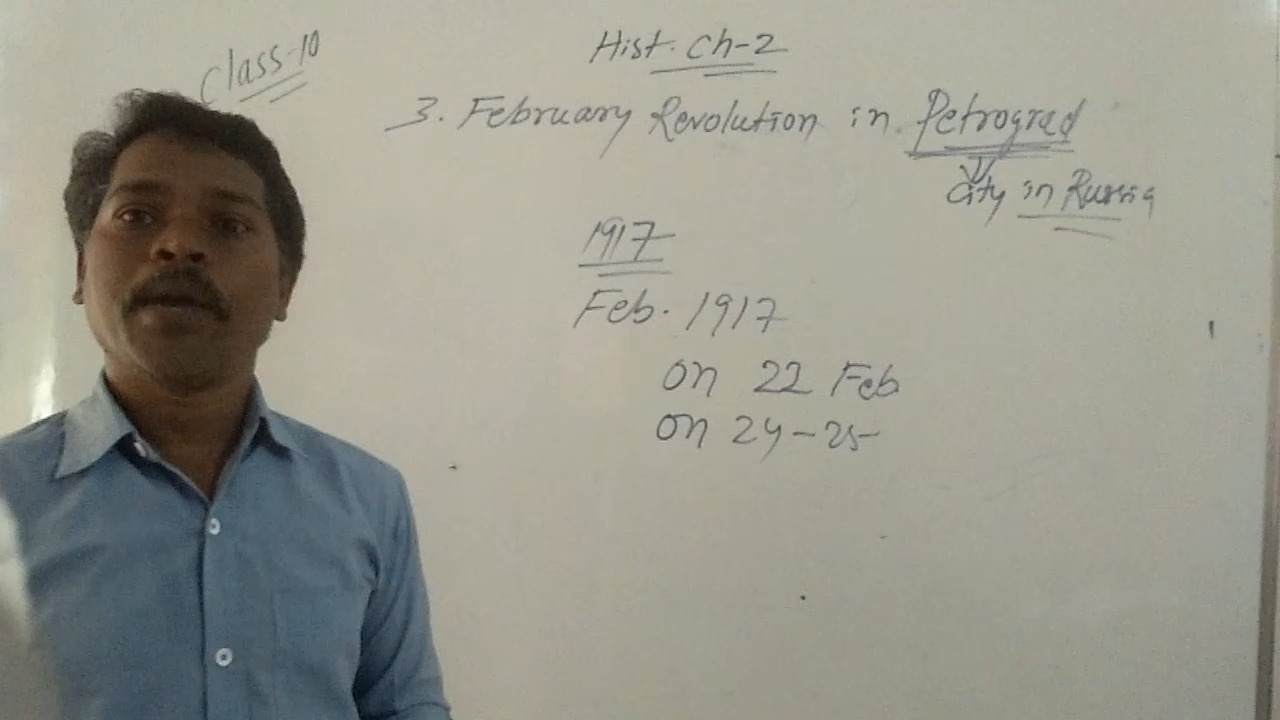 Class-10
Hist. Ch-2
3. February Revolution in Petrograd
City in Russia
1917
Feb. 1917
on 22 Feb
on 24-25